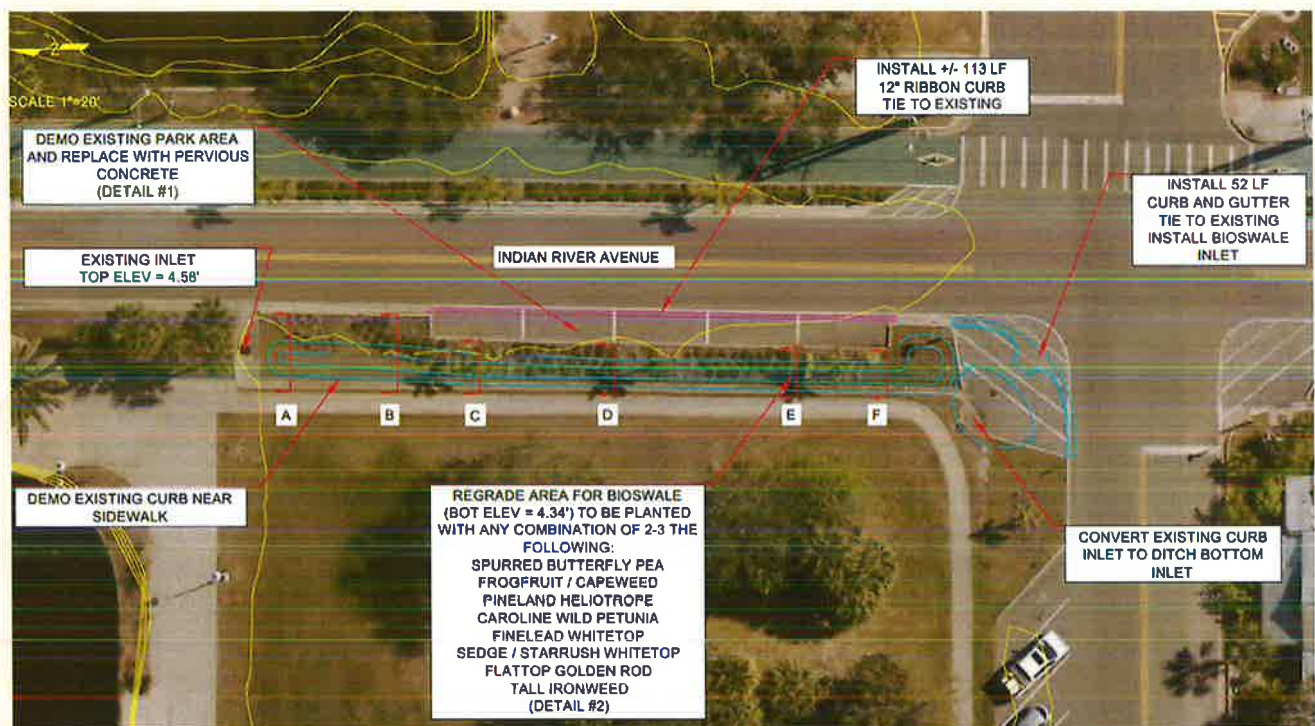 SCALE 1"=20'
DEMO EXISTING PARK AREA
AND REPLACE WITH PERVIOUS
CONCRETE
(DETAIL #1)
INSTALL +/- 113 LF
12" RIBBON CURB
TIE TO EXISTING
INSTALL 52 LF
CURB AND GUTTER
TIE TO EXISTING
INSTALL BIOSWALE
INLET
EXISTING INLET
TOP ELEV = 4.58'
INDIAN RIVER AVENUE
A
B
C
D
E
F
DEMO EXISTING CURB NEAR
SIDEWALK
REGRADE AREA FOR BIOSWALE
(BOT ELEV = 4.34') TO BE PLANTED
WITH ANY COMBINATION OF 2-3 THE
FOLLOWING:
SPURRED BUTTERFLY PEA
FROGFRUIT / CAPEWEED
PINELAND HELIOTROPE
CAROLINE WILD PETUNIA
FINELEAD WHITETOP
SEDGE / STARRUSH WHITETOP
FLATTOP GOLDEN ROD
TALL IRONWEED
(DETAIL #2)
CONVERT EXISTING CURB
INLET TO DITCH BOTTOM
INLET